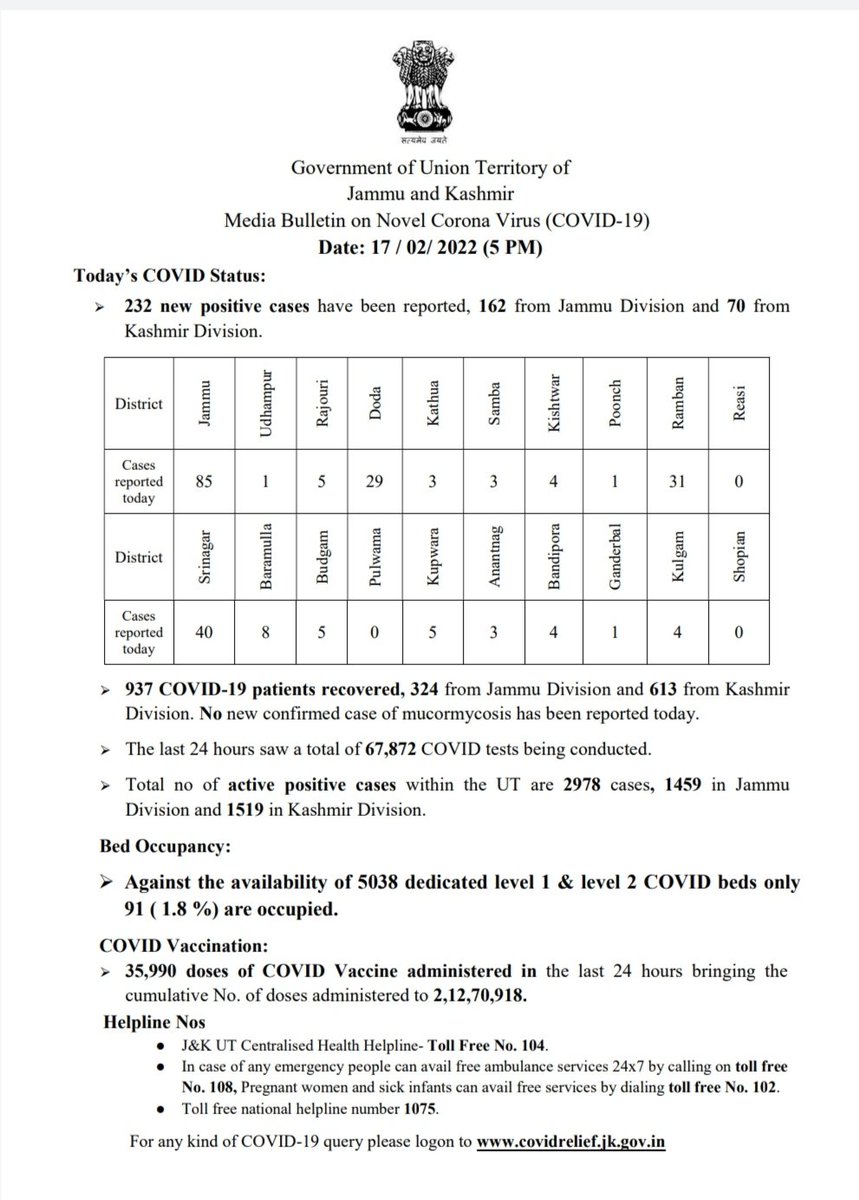 सत्यमेव जयते
Government of Union Territory of
Jammu and Kashmir
Media Bulletin on Novel Corona Virus (COVID-19)
Date: 17 / 02/ 2022 (5 PM)
Today’s COVID Status:
➢ 232 new positive cases have been reported, 162 from Jammu Division and 70 from
Kashmir Division.
District Jammu Udhampur Rajouri Doda Kathua Samba Kishtwar Poonch Ramban Reasi
Cases
reported
today
85 1 5 29 3 3 4 1 31 0
District Srinagar Baramulla Budgam Pulwama Kupwara Anantnag Bandipora Ganderbal Kulgam Shopian
Cases
reported
today
40 8 5 0 5 3 4 1 4 0
➢ 937 COVID-19 patients recovered, 324 from Jammu Division and 613 from Kashmir
Division. No new confirmed case of mucormycosis has been reported today.
➢ The last 24 hours saw a total of 67,872 COVID tests being conducted.
➢ Total no of active positive cases within the UT are 2978 cases, 1459 in Jammu
Division and 1519 in Kashmir Division.
Bed Occupancy:
➢ Against the availability of 5038 dedicated level 1 & level 2 COVID beds only
91 ( 1.8 %) are occupied.
COVID Vaccination:
➢ 35,990 doses of COVID Vaccine administered in the last 24 hours bringing the
cumulative No. of doses administered to 2,12,70,918.
Helpline Nos
● J&K UT Centralised Health Helpline- Toll Free No. 104.
● In case of any emergency people can avail free ambulance services 24x7 by calling on toll free
No. 108, Pregnant women and sick infants can avail free services by dialing toll free No. 102.
● Toll free national helpline number 1075.
For any kind of COVID-19 query please logon to www.covidrelief.jk.gov.in